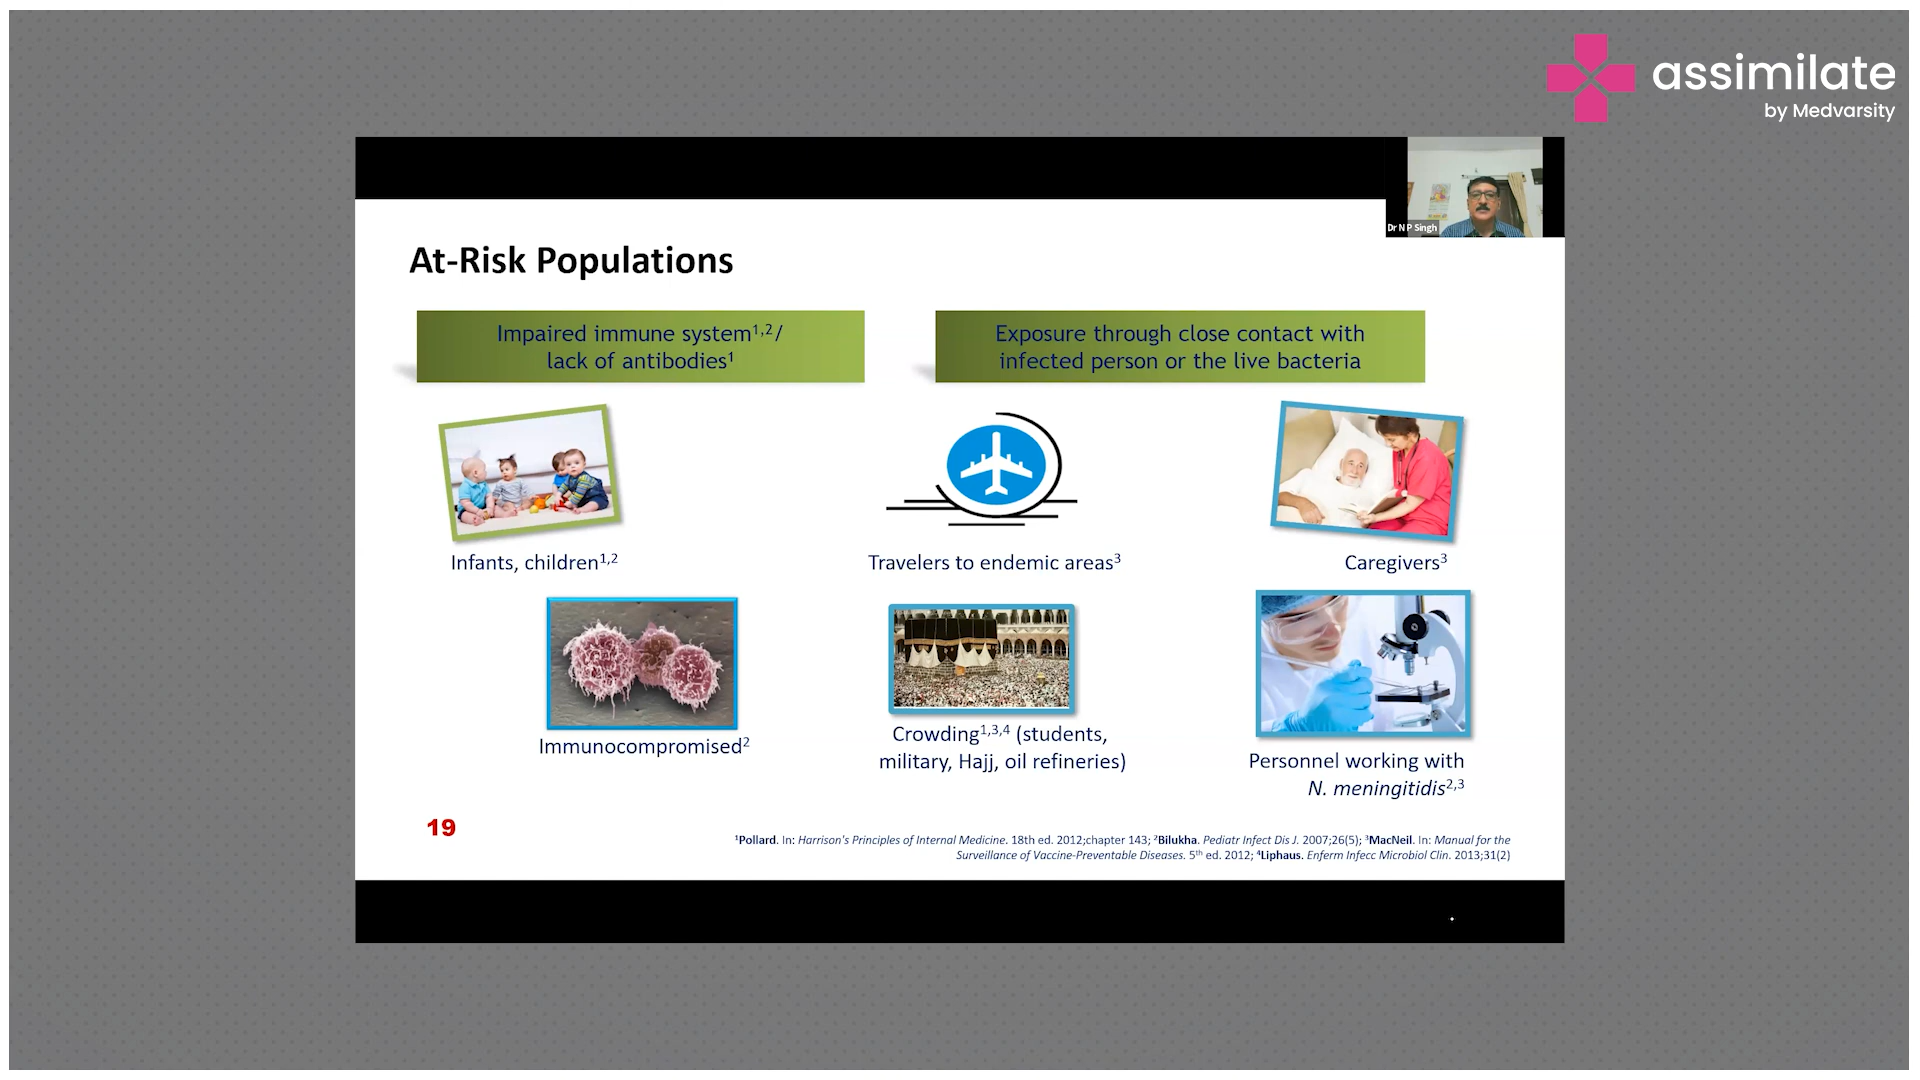 assimilate
by Medvarsity
Dr N P Singh
At-Risk Populations
Impaired immune system1,2/
lack of antibodies1
Exposure through close contact with
infected person or the live bacteria
Infants, children1,2
Travelers to endemic areas3
Caregivers3
Immunocompromised2
Crowding1,3,4 (students,
military, Hajj, oil refineries)
Personnel working with
N. meningitidis2,3
19
1Pollard. In: Harrison's Principles of Internal Medicine. 18th ed. 2012;chapter 143; 2Bilukha. Pediatr Infect Dis J. 2007;26(5); 3MacNeil. In: Manual for the
Surveillance of Vaccine-Preventable Diseases. 5th ed. 2012; 4Liphaus. Enferm Infecc Microbiol Clin. 2013;31(2)